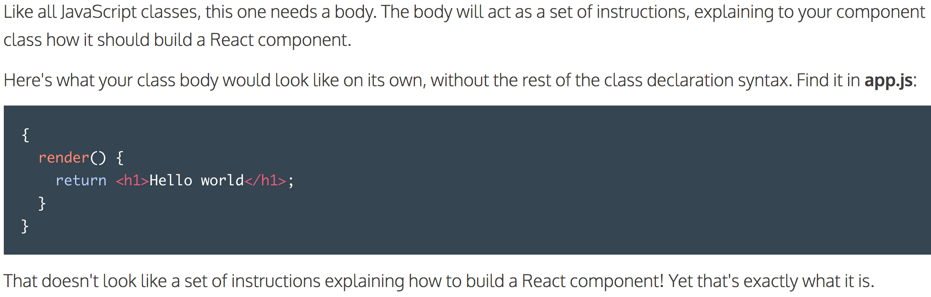 Like all JavaScript classes, this one needs a body. The body will act as a set of instructions, explaining to your component
class how it should build a React component.
Here's what your class body would look like on its own, without the rest of the class declaration syntax. Find it in app.js:
{
  render() {
    return <h1>Hello world</h1>;
  }
}
That doesn't look like a set of instructions explaining how to build a React component! Yet that's exactly what it is.